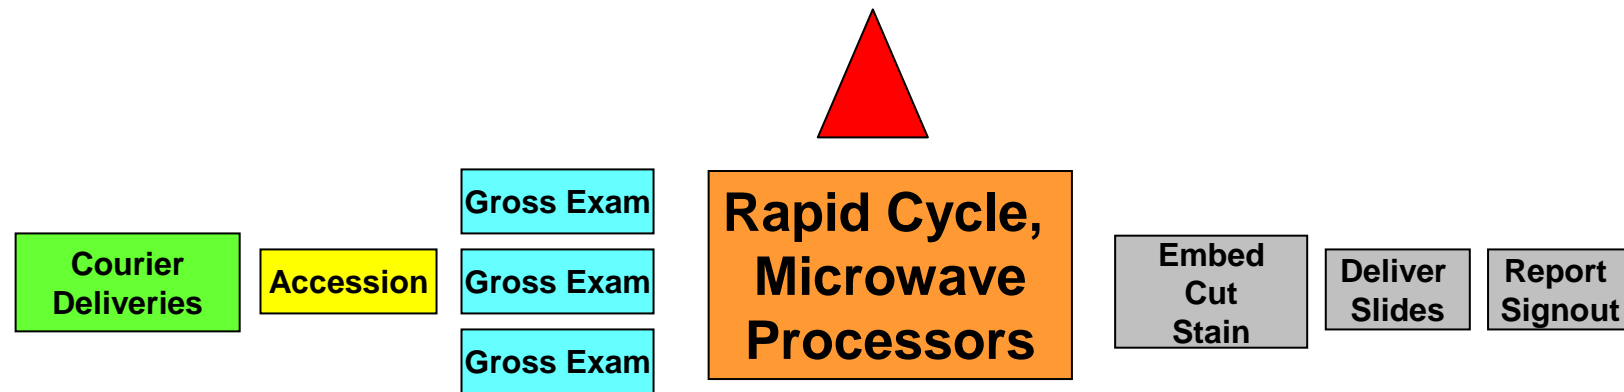 Courier
Deliveries
Accession
Gross Exam
Gross Exam
Gross Exam
Rapid Cycle,
Microwave
Processors
Embed
Cut
Stain
Deliver
Slides
Report
Signout